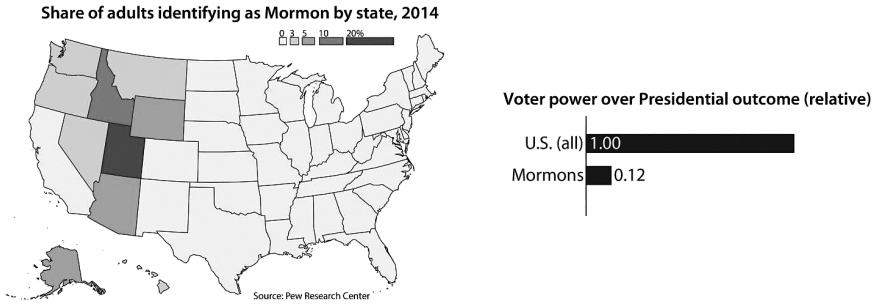 Share of adults identifying as Mormon by state, 2014
0 3 5 10 20%
Source: Pew Research Center
Voter power over Presidential outcome (relative)
U.S. (all) 1.00
Mormons 0.12